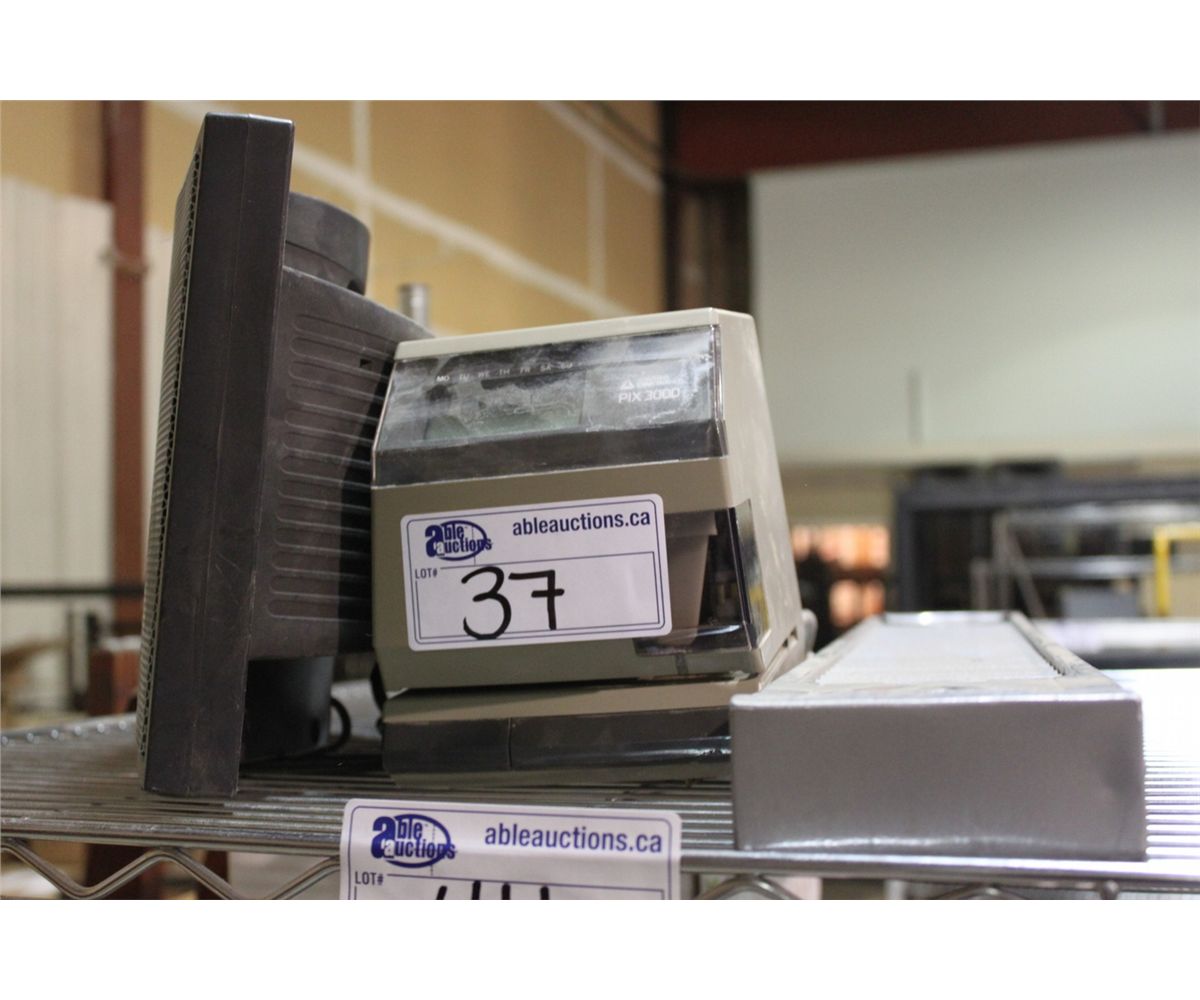 MO TU WE TH FR SA SU
PIX 3000
able auctions
ableauctions.ca
LOT#
37
able auctions
ableauctions.ca
LOT#